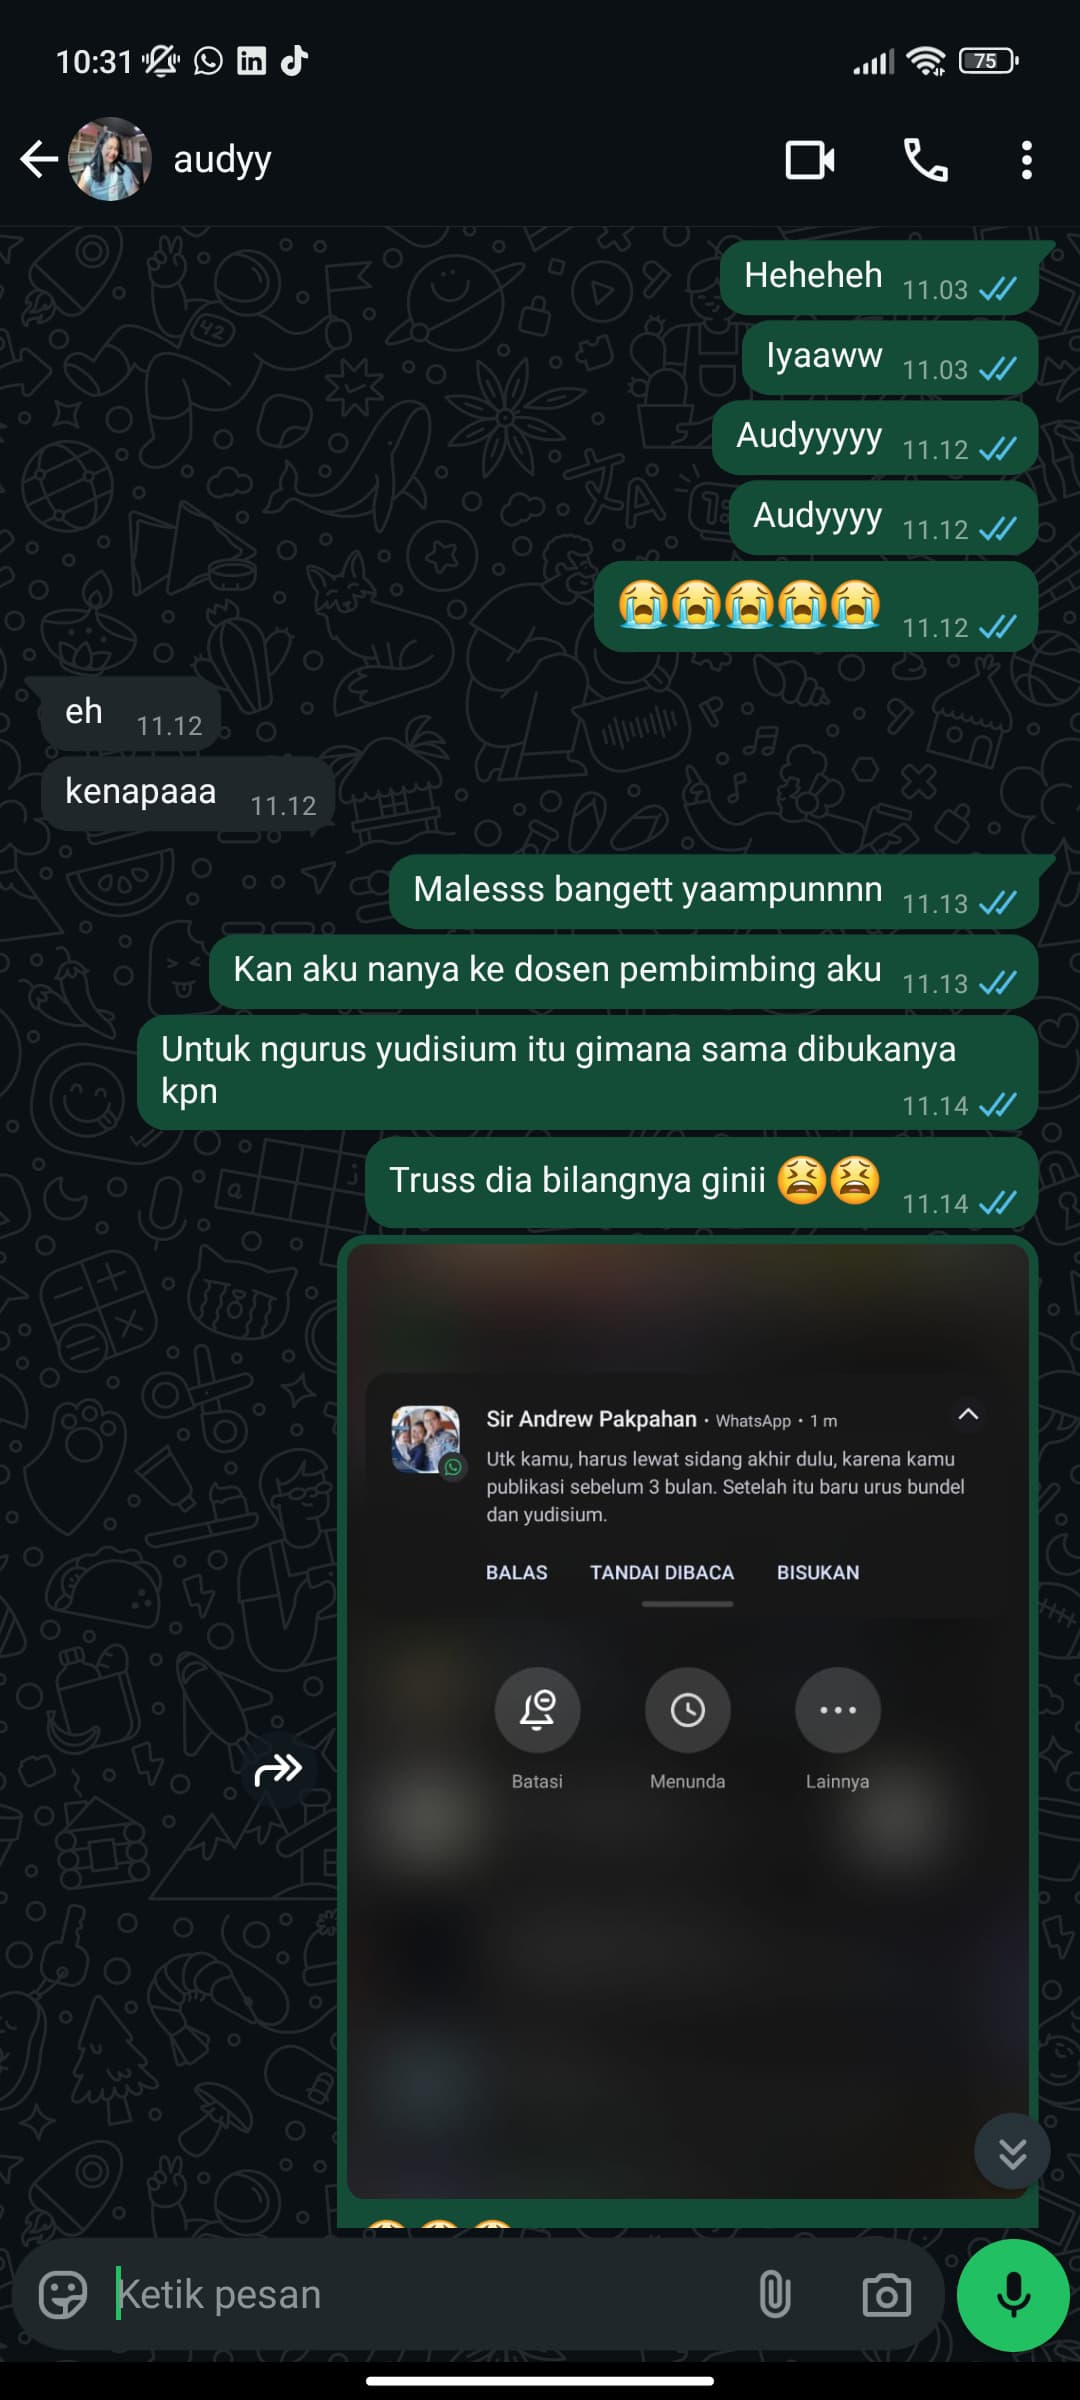 10:31
75
audyy
Heheheh 11.03
Iyaaww 11.03
Audyyyyy 11.12
Audyyyy 11.12
😭😭😭😭😭 11.12
eh 11.12
kenapaaa 11.12
Malesss bangett yaampunnnn 11.13
Kan aku nanya ke dosen pembimbing aku 11.13
Untuk ngurus yudisium itu gimana sama dibukanya
kpn 11.14
Truss dia bilangnya ginii 😫😫 11.14
Sir Andrew Pakpahan • WhatsApp • 1 m
Utk kamu, harus lewat sidang akhir dulu, karena kamu
publikasi sebelum 3 bulan. Setelah itu baru urus bundel
dan yudisium.
BALAS TANDAI DIBACA BISUKAN
Batasi Menunda Lainnya
Ketik pesan